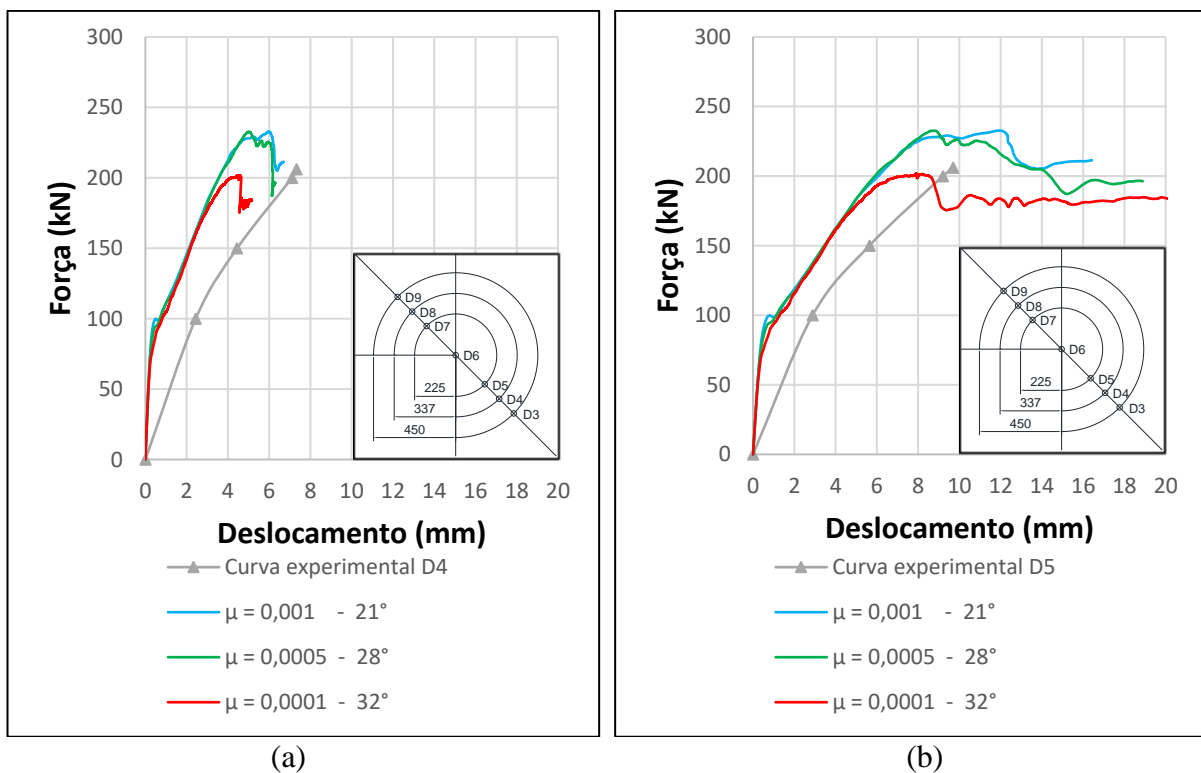 300
250
200
150
100
50
0
0 2 4 6 8 10 12 14 16 18 20
Força (kN)
Deslocamento (mm)
D9
D8
D7
D6
D5
D4
D3
225
337
450
Curva experimental D4
μ = 0,001 - 21°
μ = 0,0005 - 28°
μ = 0,0001 - 32°
(a)
300
250
200
150
100
50
0
0 2 4 6 8 10 12 14 16 18 20
Força (kN)
Deslocamento (mm)
D9
D8
D7
D6
D5
D4
D3
225
337
450
Curva experimental D5
μ = 0,001 - 21°
μ = 0,0005 - 28°
μ = 0,0001 - 32°
(b)